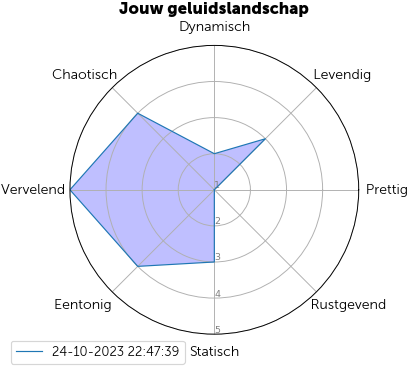 Jouw geluidslandschap
Dynamisch
Chaotisch
Levendig
Vervelend
1
Prettig
2
3
Eentonig
4
Rustgevend
5
24-10-2023 22:47:39
Statisch